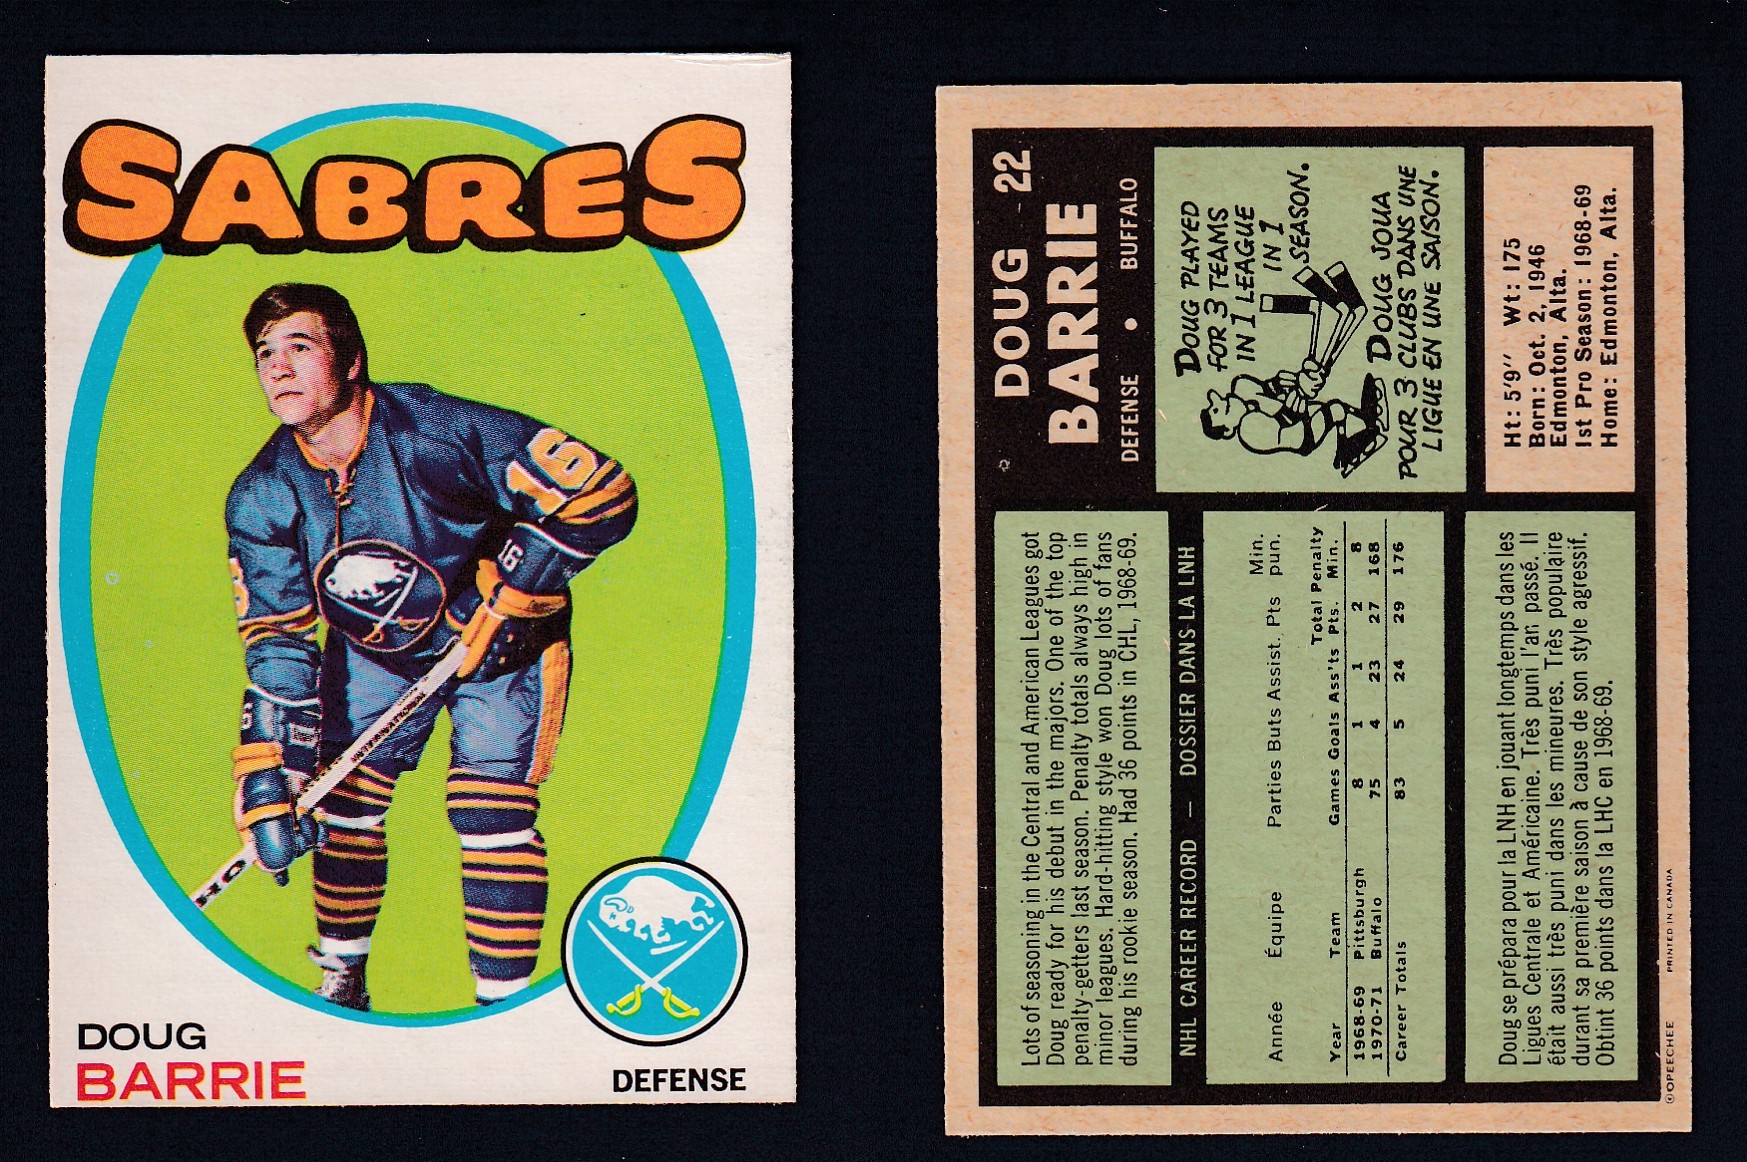 SABRES
16
16
6
INTERNATIONAL
HO
DOUG
BARRIE
DEFENSE
DOUG 22
BARRIE
DEFENSE • BUFFALO
DOUG PLAYED
FOR 3 TEAMS
IN 1 LEAGUE
IN 1
SEASON.
DOUG JOUA
POUR 3 CLUBS DANS UNE
LIGUE EN UNE SAISON.
Ht: 5'9" Wt: 175
Born: Oct. 2, 1946
Edmonton, Alta.
1st Pro Season: 1968-69
Home: Edmonton, Alta.
Lots of seasoning in the Central and American Leagues got
Doug ready for his debut in the majors. One of the top
penalty-getters last season. Penalty totals always high in
minor leagues. Hard-hitting style won Doug lots of fans
during his rookie season. Had 36 points in CHL, 1968-69.
NHL CAREER RECORD — DOSSIER DANS LA LNH
Min.
Année Équipe Parties Buts Assist. Pts pun.
Total Penalty
Year Team Games Goals Ass'ts Pts. Min.
1968-69 Pittsburgh 8 1 1 2 8
1970-71 Buffalo 75 4 23 27 168
Career Totals 83 5 24 29 176
Doug se prépara pour la LNH en jouant longtemps dans les
Ligues Centrale et Américaine. Très puni l'an passé. Il
était aussi très puni dans les mineures. Très populaire
durant sa première saison à cause de son style agressif.
Obtint 36 points dans la LHC en 1968-69.
©OPEECHEE PRINTED IN CANADA